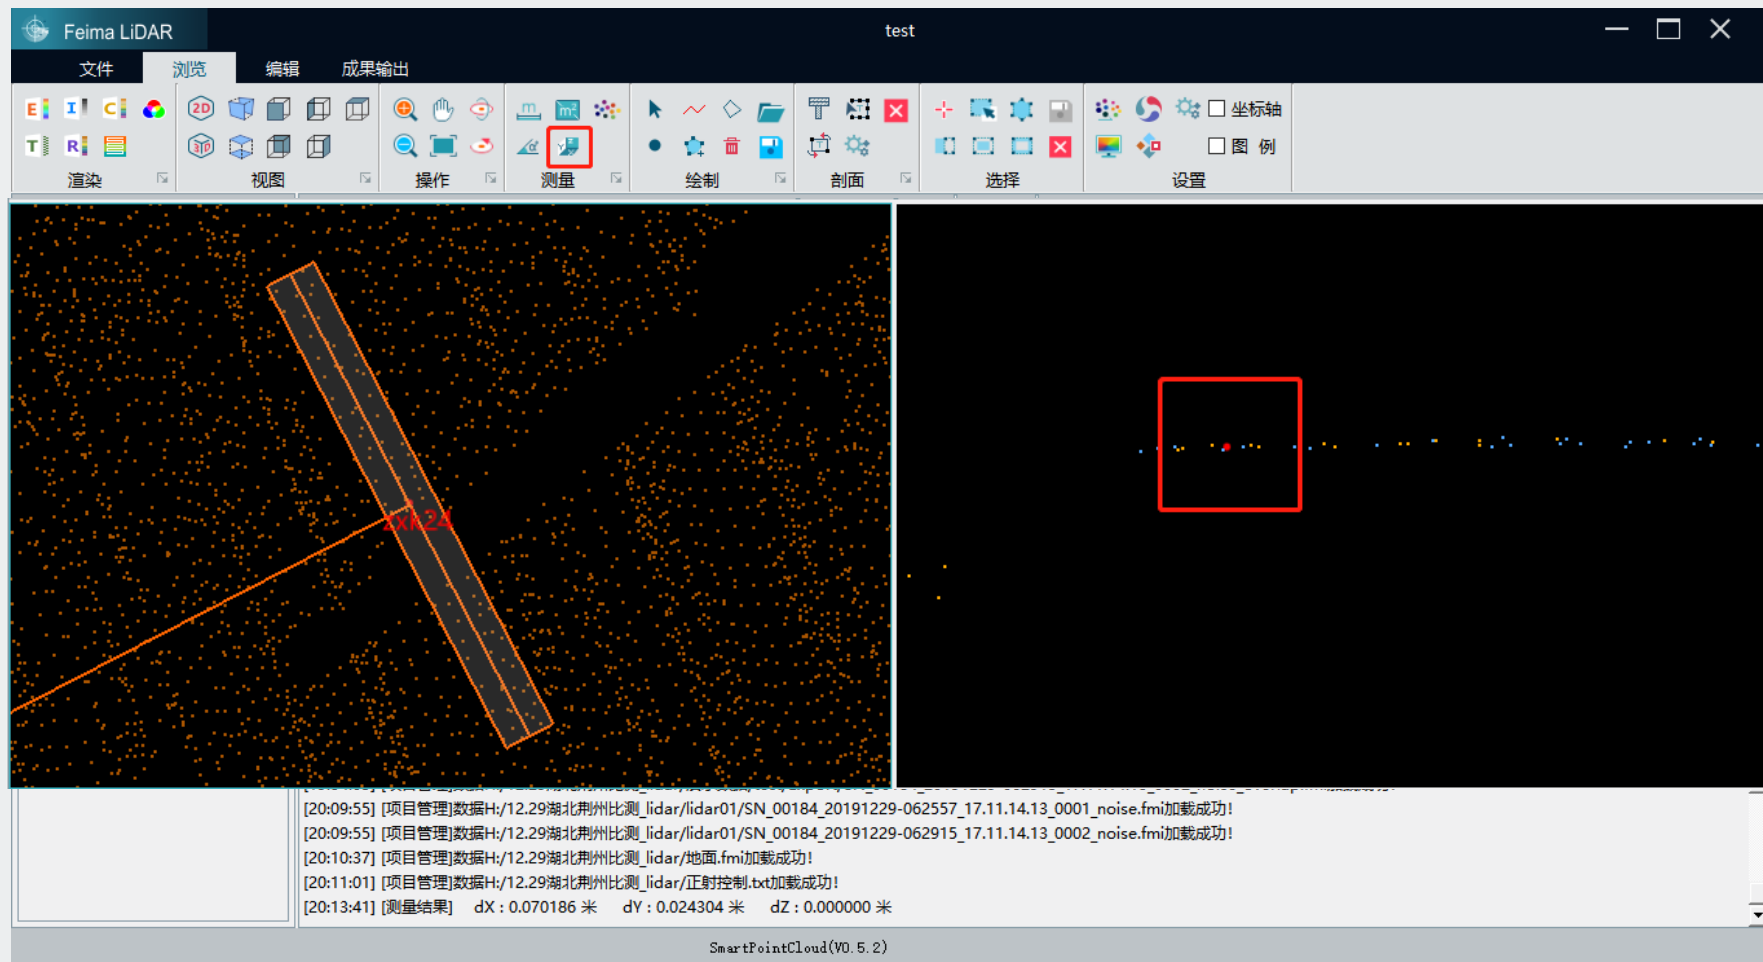 Feima LiDAR
test
文件 浏览 编辑 成果输出
E I C 2D m m² 坐标轴
T R 3D α 图 例
渲染 视图 操作 测量 绘制 剖面 选择 设置
zxk24
[20:09:55] [项目管理]数据H:/12.29湖北荆州比测_lidar/lidar01/SN_00184_20191229-062557_17.11.14.13_0001_noise.fmi加载成功!
[20:09:55] [项目管理]数据H:/12.29湖北荆州比测_lidar/lidar01/SN_00184_20191229-062915_17.11.14.13_0002_noise.fmi加载成功!
[20:10:37] [项目管理]数据H:/12.29湖北荆州比测_lidar/地面.fmi加载成功!
[20:11:01] [项目管理]数据H:/12.29湖北荆州比测_lidar/正射控制.txt加载成功!
[20:13:41] [测量结果] dX : 0.070186 米 dY : 0.024304 米 dZ : 0.000000 米
SmartPointCloud(V0.5.2)